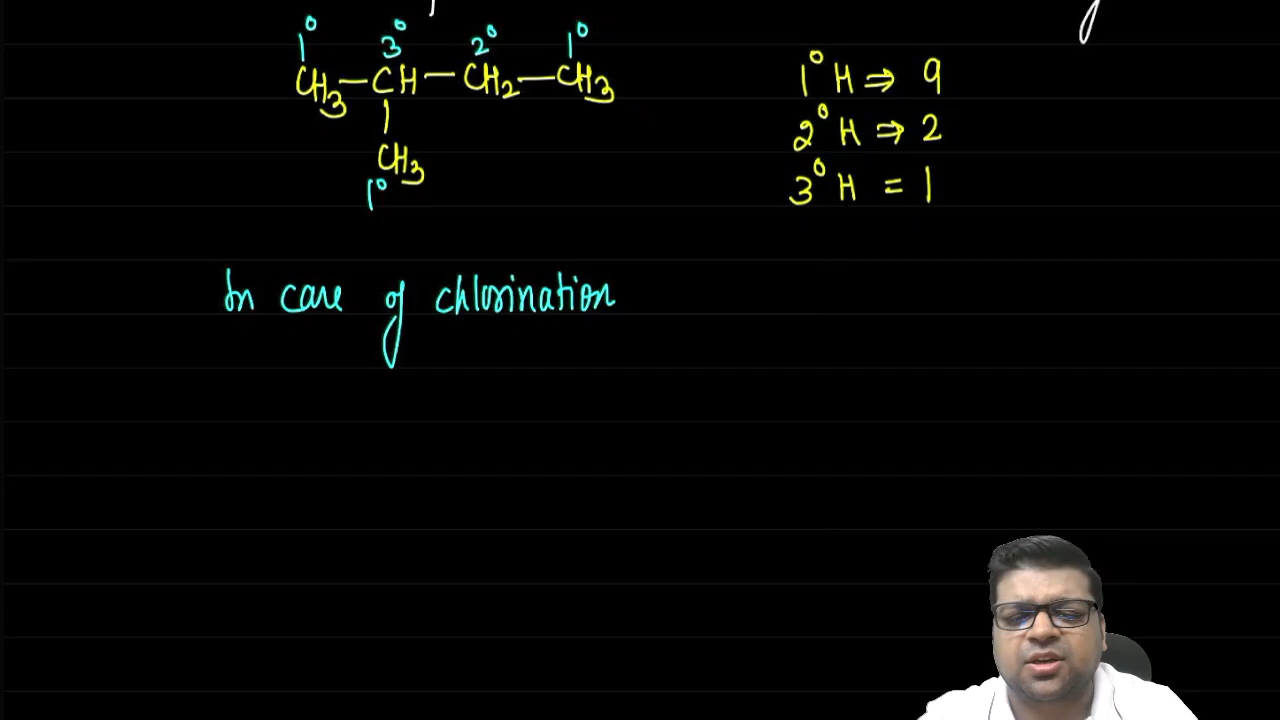 1° 3° 2° 1°
CH3—CH—CH2—CH3
CH3
1°
1° H ⇒ 9
2° H ⇒ 2
3° H = 1
In case of chlorination